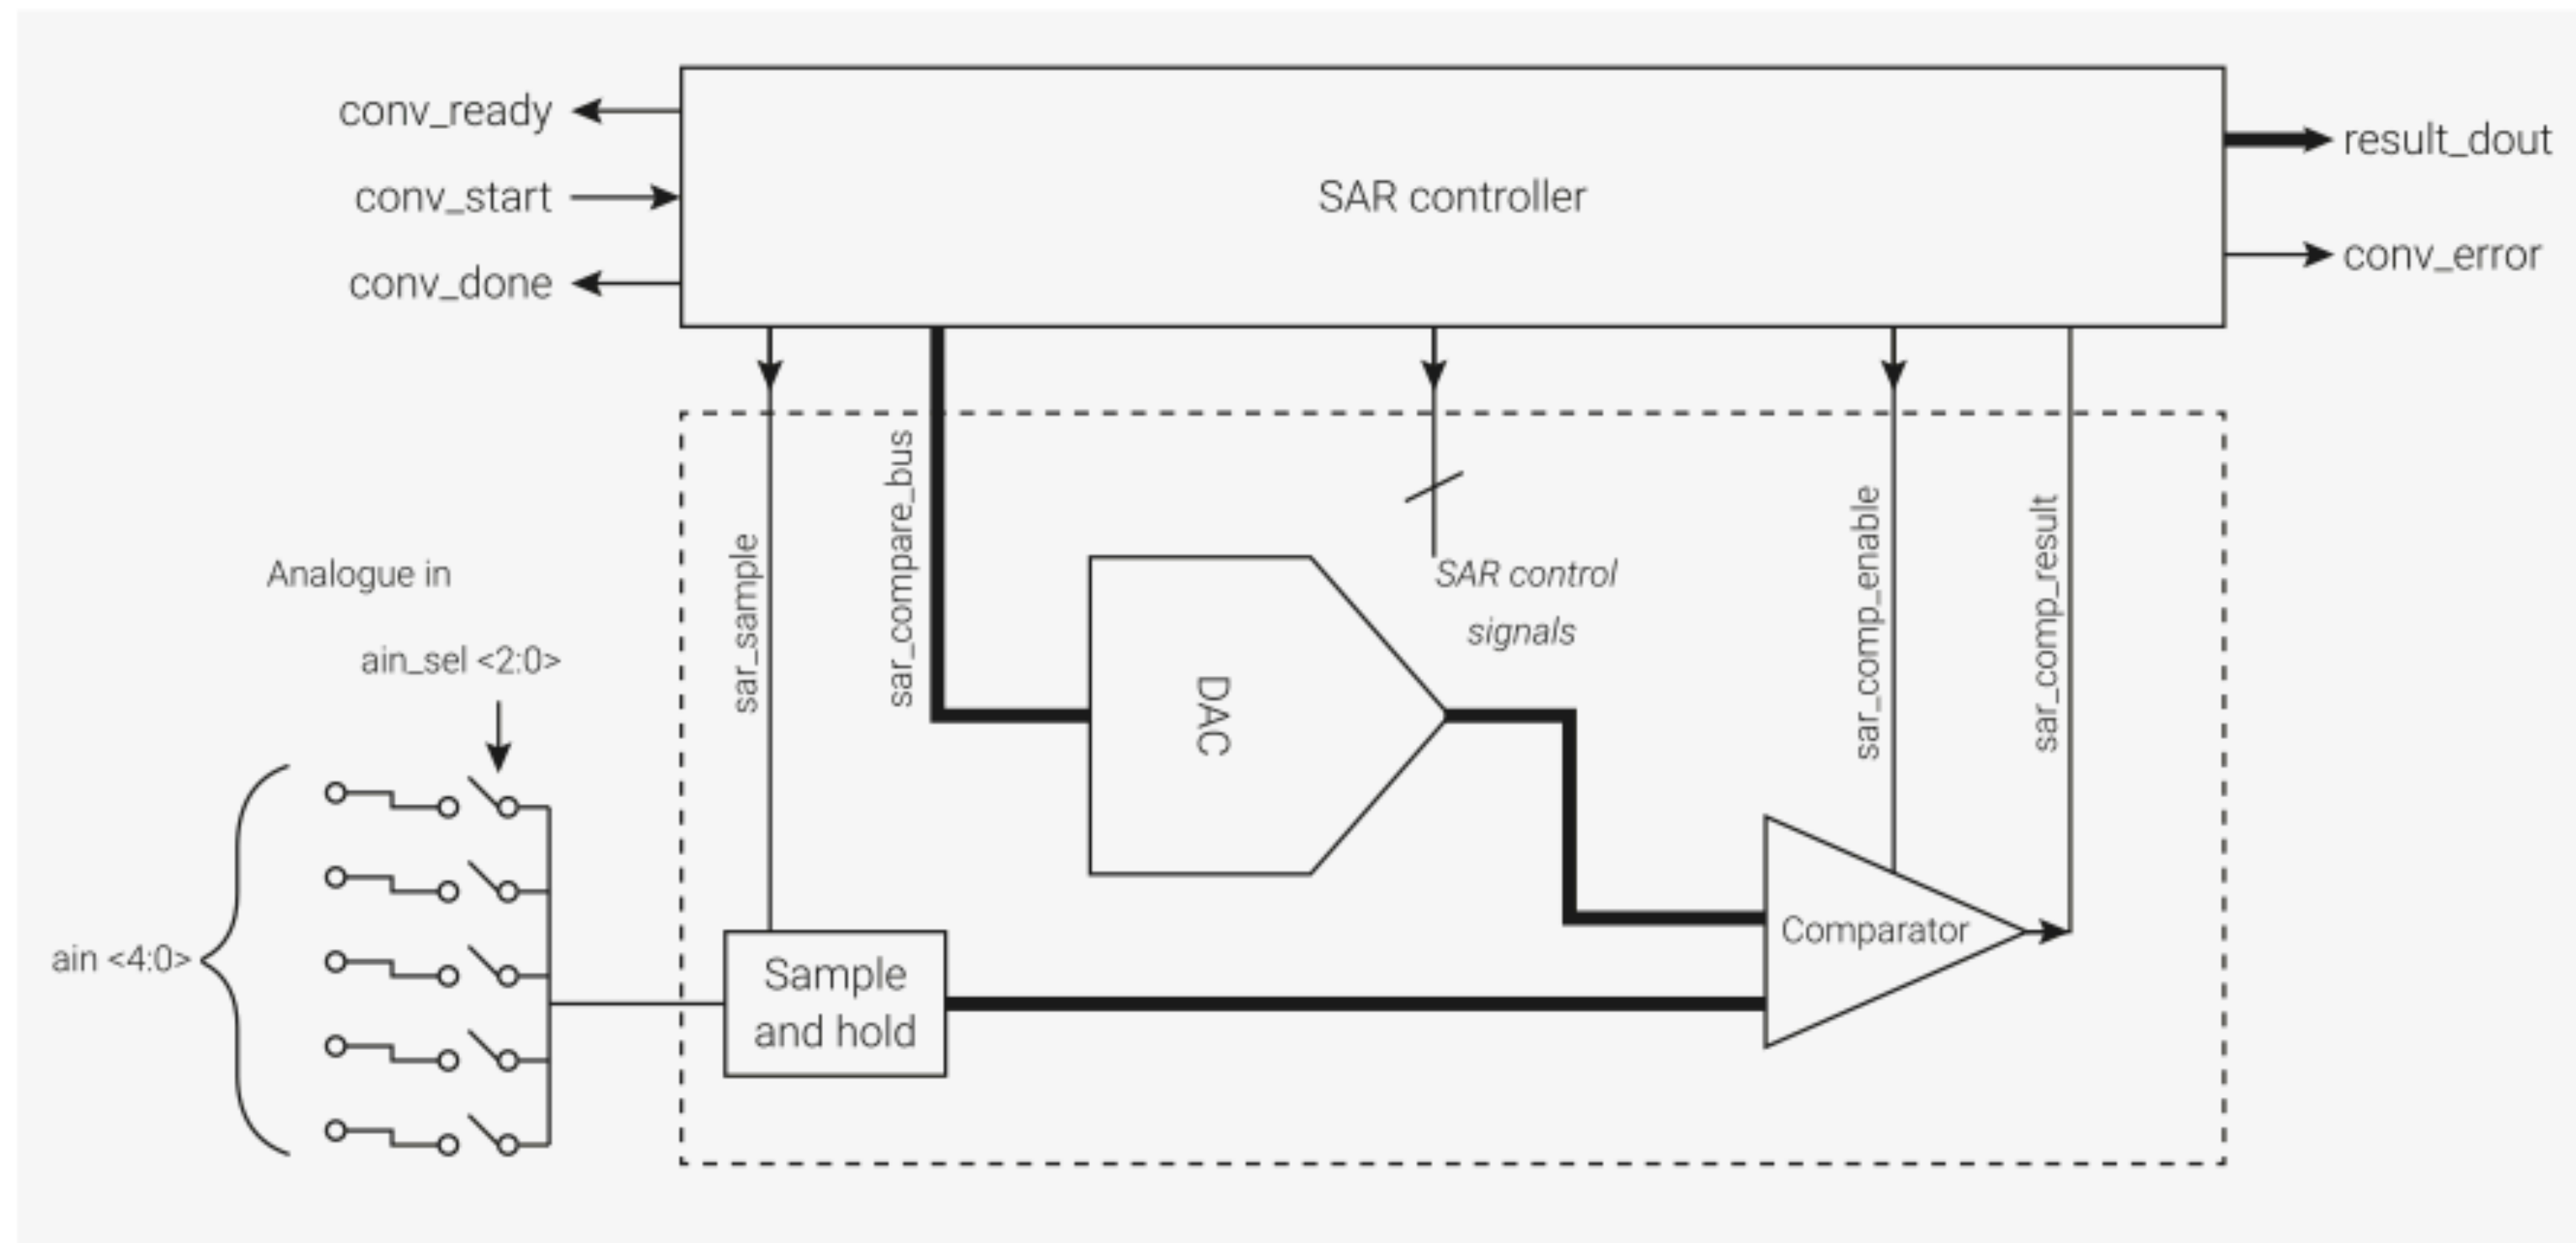 conv_ready
conv_start
conv_done
SAR controller
result_dout
conv_error
sar_sample
sar_compare_bus
SAR control
signals
sar_comp_enable
sar_comp_result
DAC
Analogue in
ain_sel <2:0>
ain <4:0>
Sample
and hold
Comparator